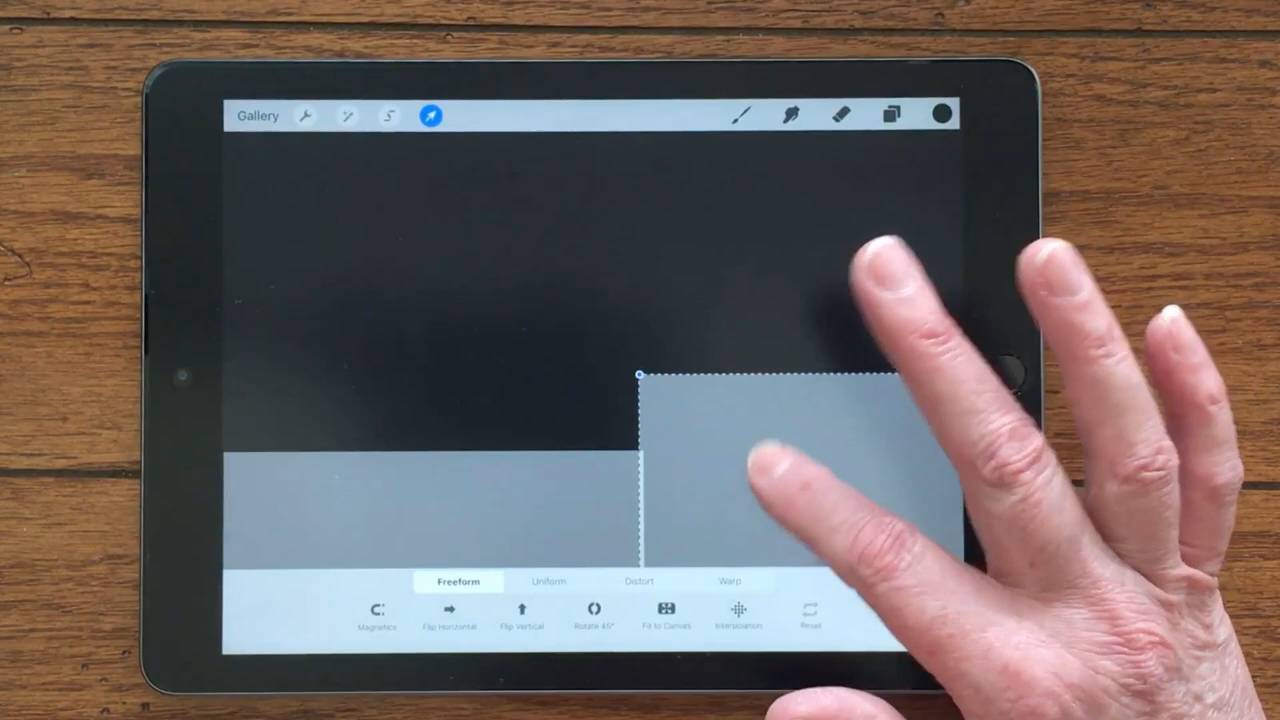 Gallery
Freeform Uniform Distort Warp
Magnetics Flip Horizontal Flip Vertical Rotate 45° Fit to Canvas Interpolation Reset